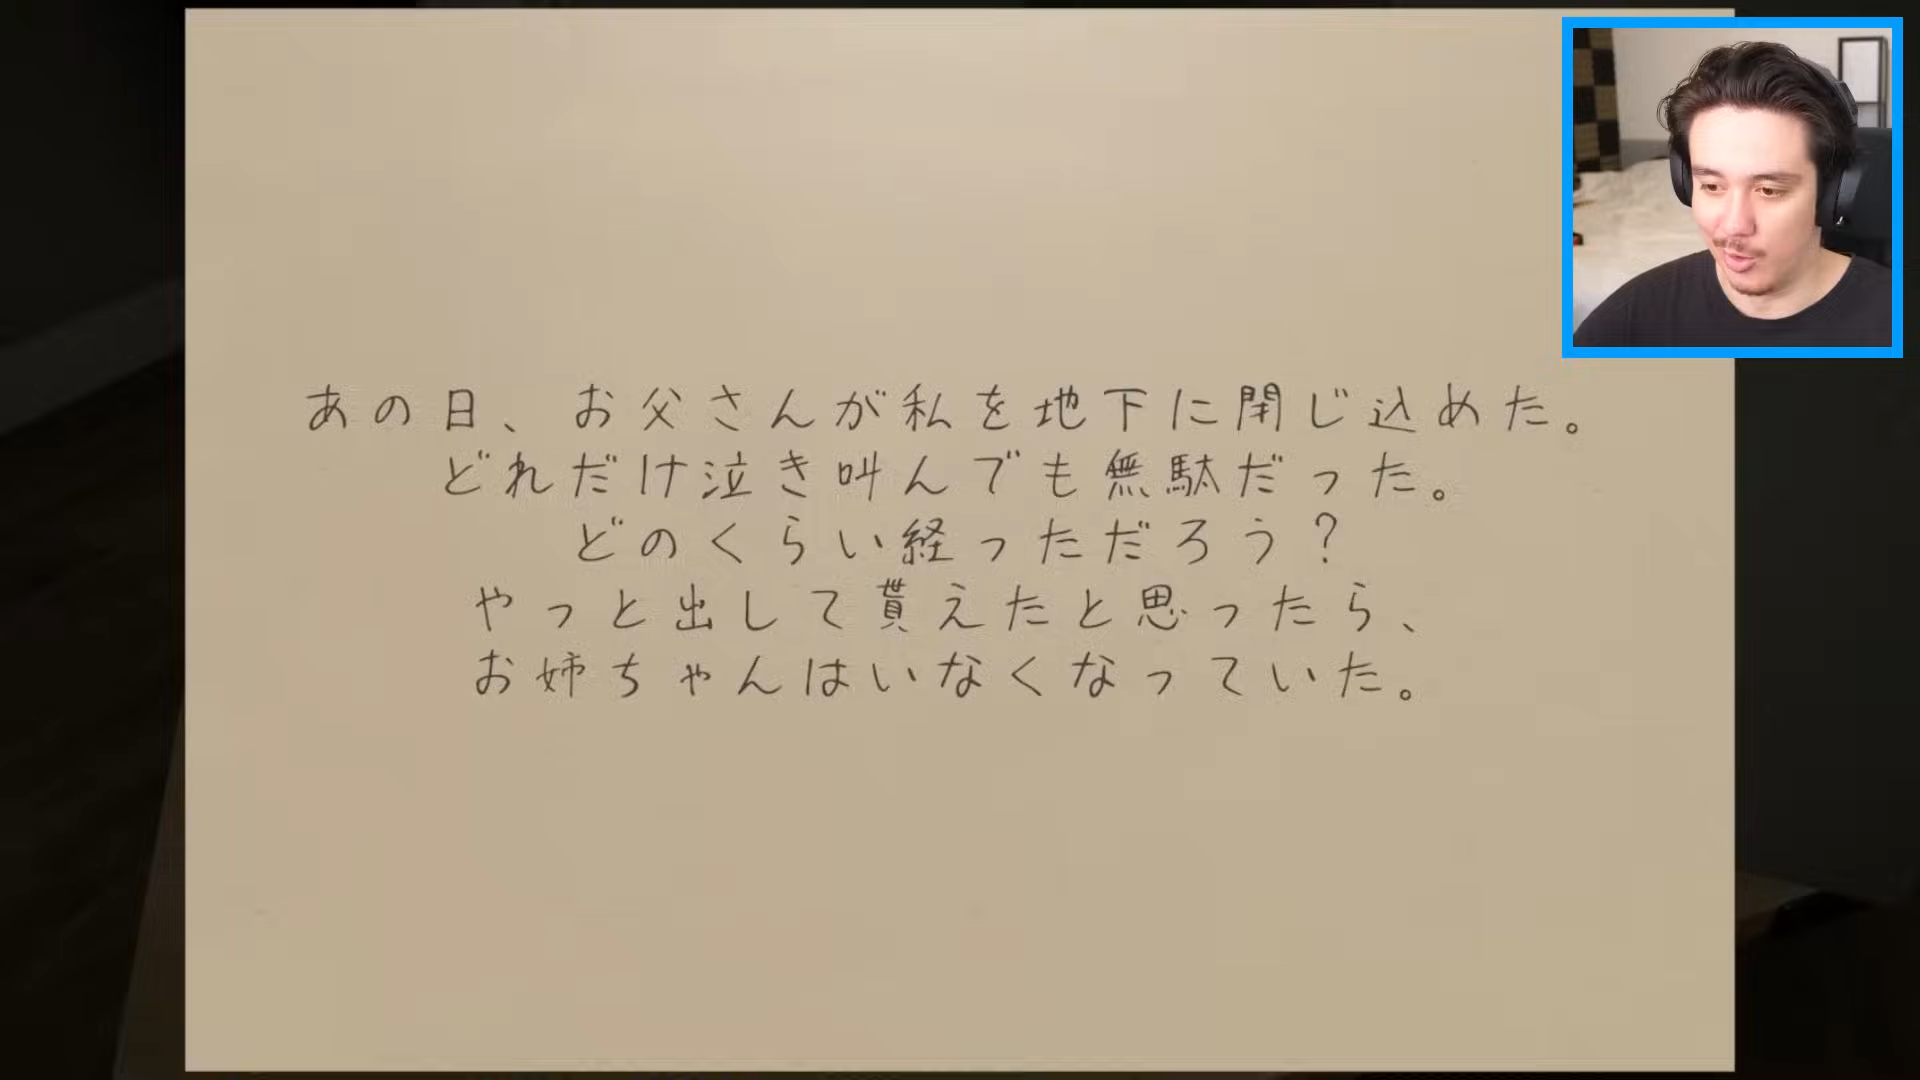 あの日、お父さんが私を地下に閉じ込めた。
どれだけ泣き叫んでも無駄だった。
どのくらい経っただろう？
やっと出して貰えたと思ったら、
お姉ちゃんはいなくなっていた。